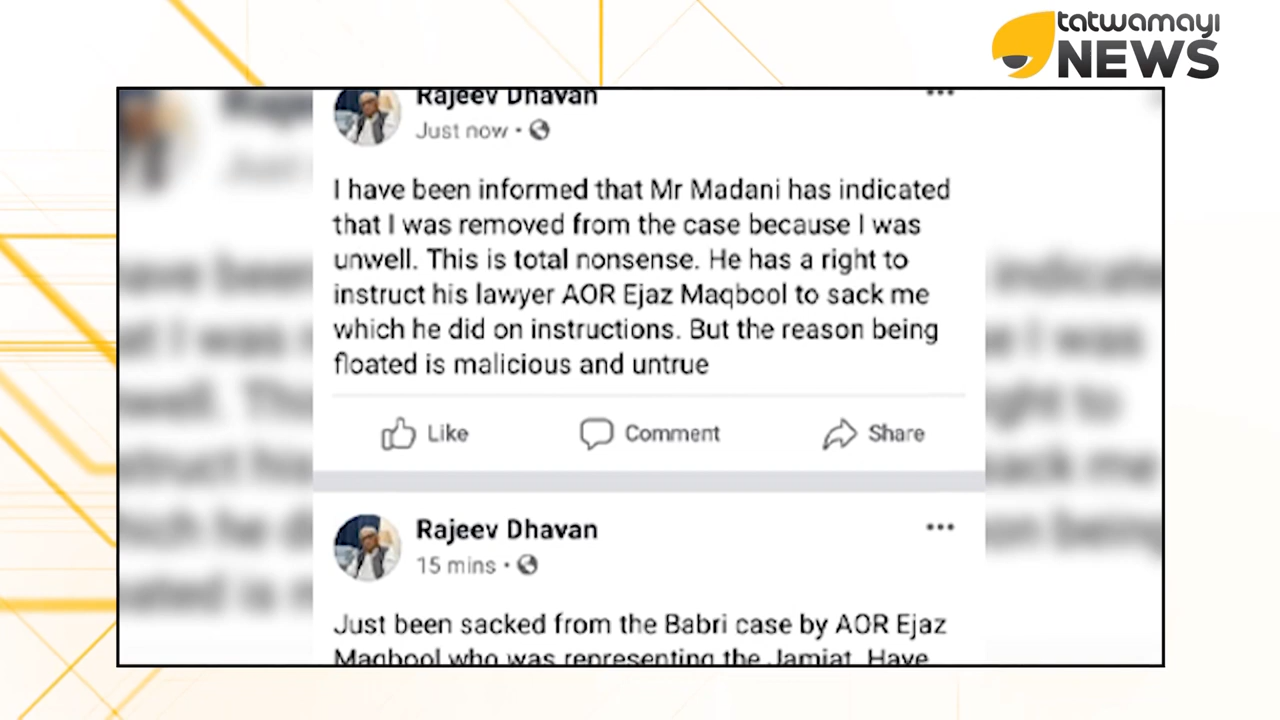 tatwamayi
NEWS
Rajeev Dhavan
Just now
I have been informed that Mr Madani has indicated
that I was removed from the case because I was
unwell. This is total nonsense. He has a right to
instruct his lawyer AOR Ejaz Maqbool to sack me
which he did on instructions. But the reason being
floated is malicious and untrue
Like Comment Share
Rajeev Dhavan
15 mins
Just been sacked from the Babri case by AOR Ejaz
Maqbool who was representing the Jamiat. Have